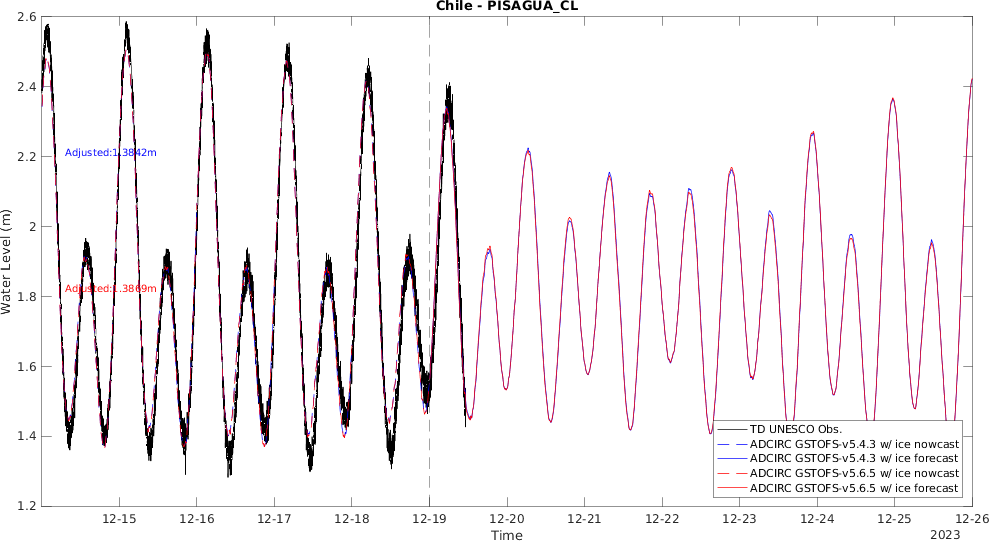 Chile - PISAGUA_CL
2.6
2.4
2.2
2
1.8
1.6
1.4
1.2
Water Level (m)
Adjusted:1.3842m
Adjusted:1.3869m
TD UNESCO Obs.
ADCIRC GSTOFS-v5.4.3 w/ ice nowcast
ADCIRC GSTOFS-v5.4.3 w/ ice forecast
ADCIRC GSTOFS-v5.6.5 w/ ice nowcast
ADCIRC GSTOFS-v5.6.5 w/ ice forecast
12-15 12-16 12-17 12-18 12-19 12-20 12-21 12-22 12-23 12-24 12-25 12-26
Time
2023